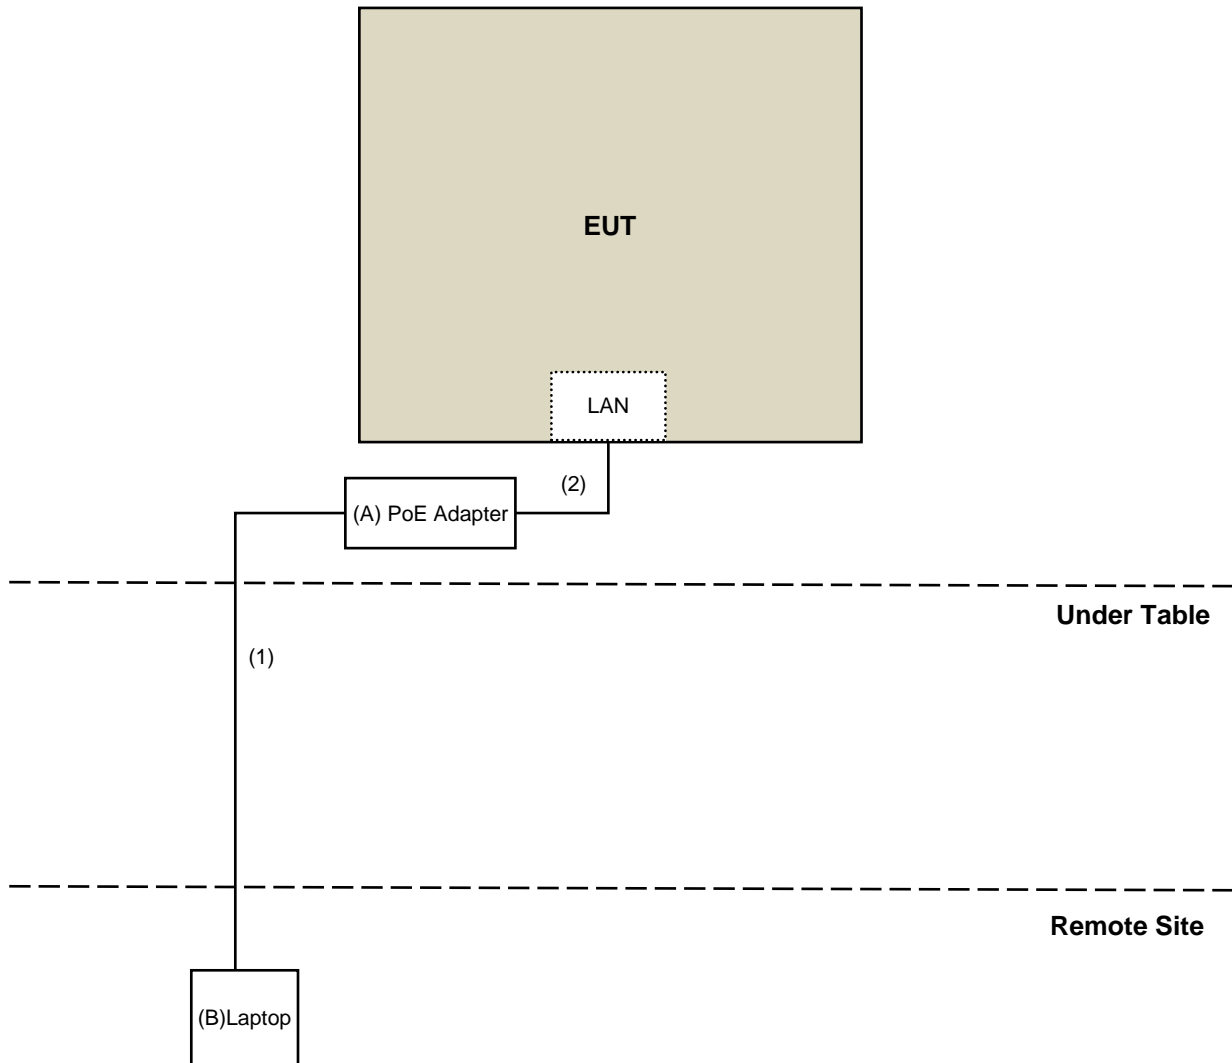 EUT
LAN
(2)
(A) PoE Adapter
Under Table
(1)
Remote Site
(B)Laptop